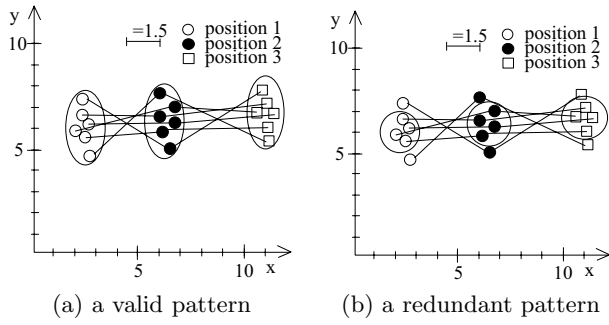 y
10
5
=1.5
position 1
position 2
position 3
5
10
x
(a) a valid pattern
y
10
5
=1.5
position 1
position 2
position 3
5
10
x
(b) a redundant pattern